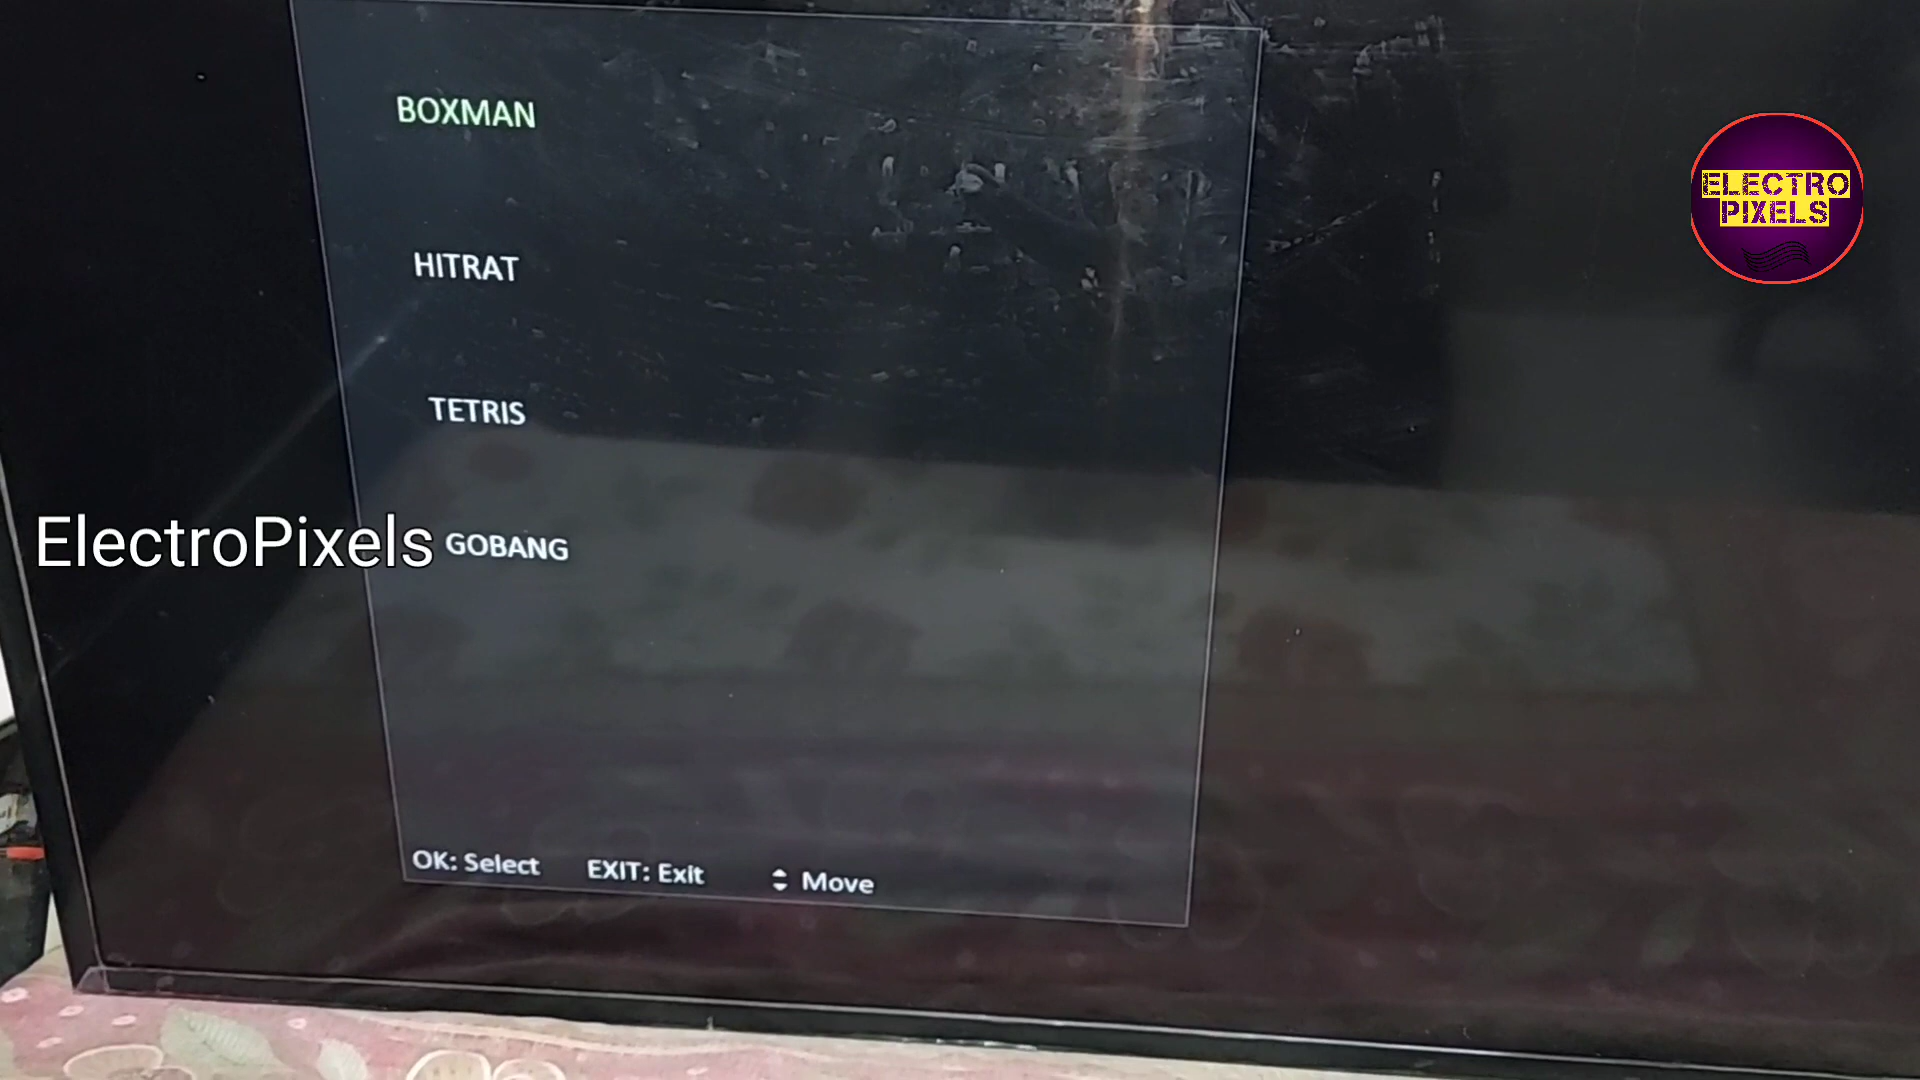 BOXMAN
ELECTRO
PIXELS
HITRAT
TETRIS
ElectroPixels
GOBANG
OK: Select EXIT: Exit Move